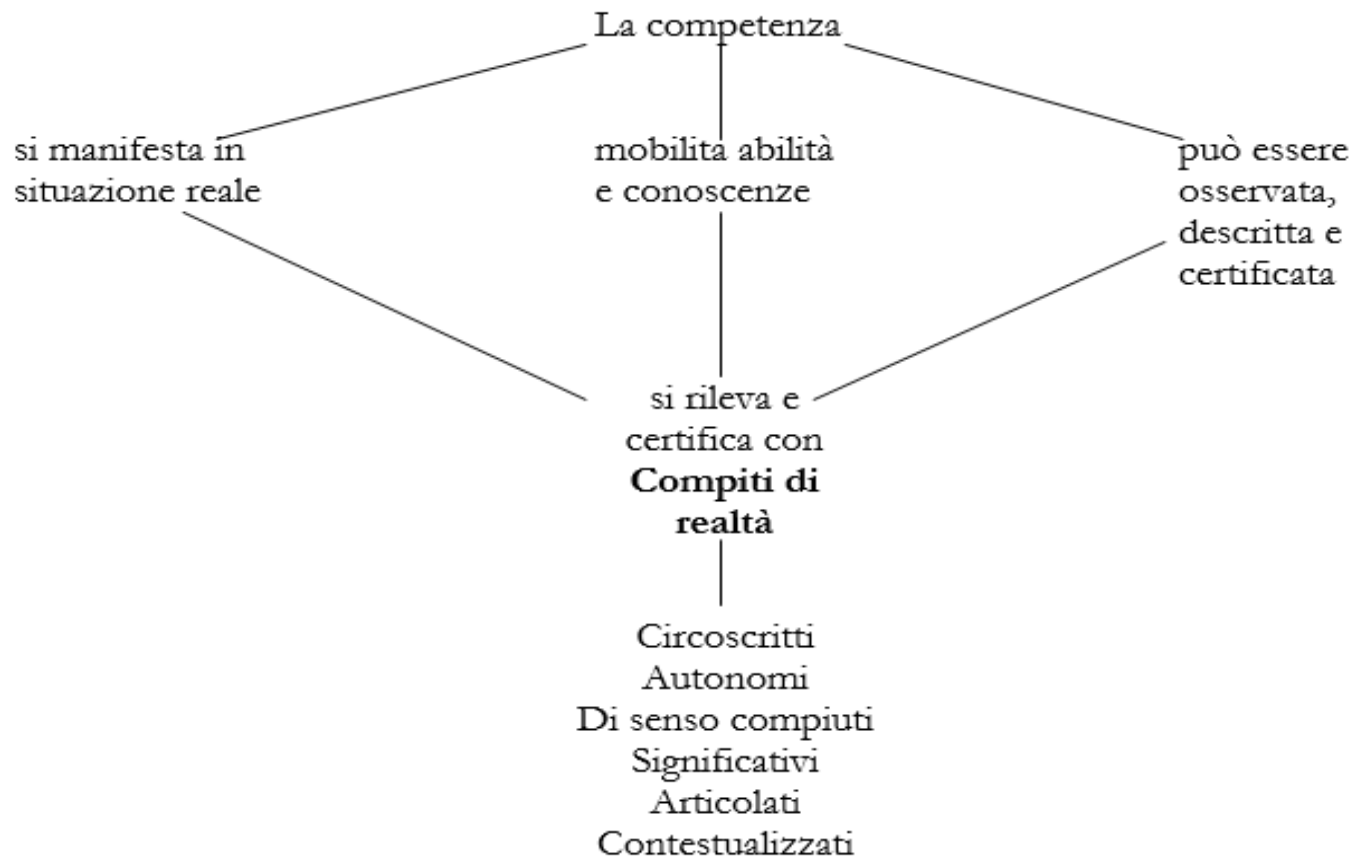 La competenza
si manifesta in
situazione reale
mobilita abilità
e conoscenze
può essere
osservata,
descritta e
certificata
si rileva e
certifica con
Compiti di
realtà
Circoscritti
Autonomi
Di senso compiuti
Significativi
Articolati
Contestualizzati